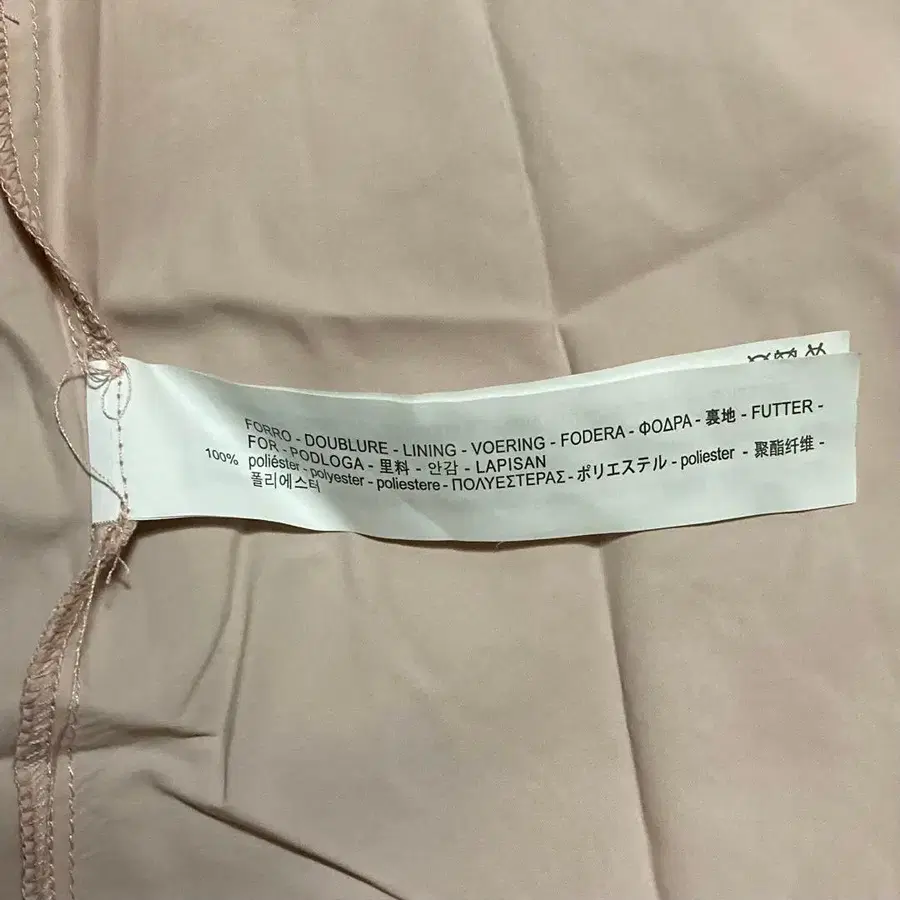 FORRO - DOUBLURE - LINING - VOERING - FODERA - ΦΟΔΡΑ - 裏地 - FUTTER -
FOR - PODLOGA - 里料 - 안감 - LAPISAN
100% poliéster - polyester - poliestere - ΠΟΛΥΕΣΤΕΡΑΣ - ポリエステル - poliester - 聚酯纤维 -
폴리에스터